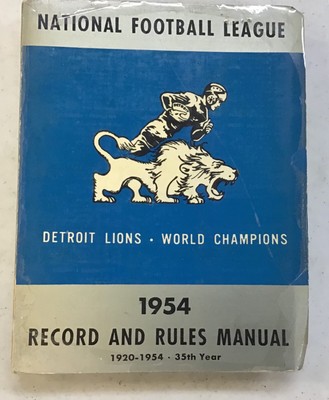 NATIONAL FOOTBALL LEAGUE
DETROIT LIONS • WORLD CHAMPIONS
1954
RECORD AND RULES MANUAL
1920-1954 • 35th Year